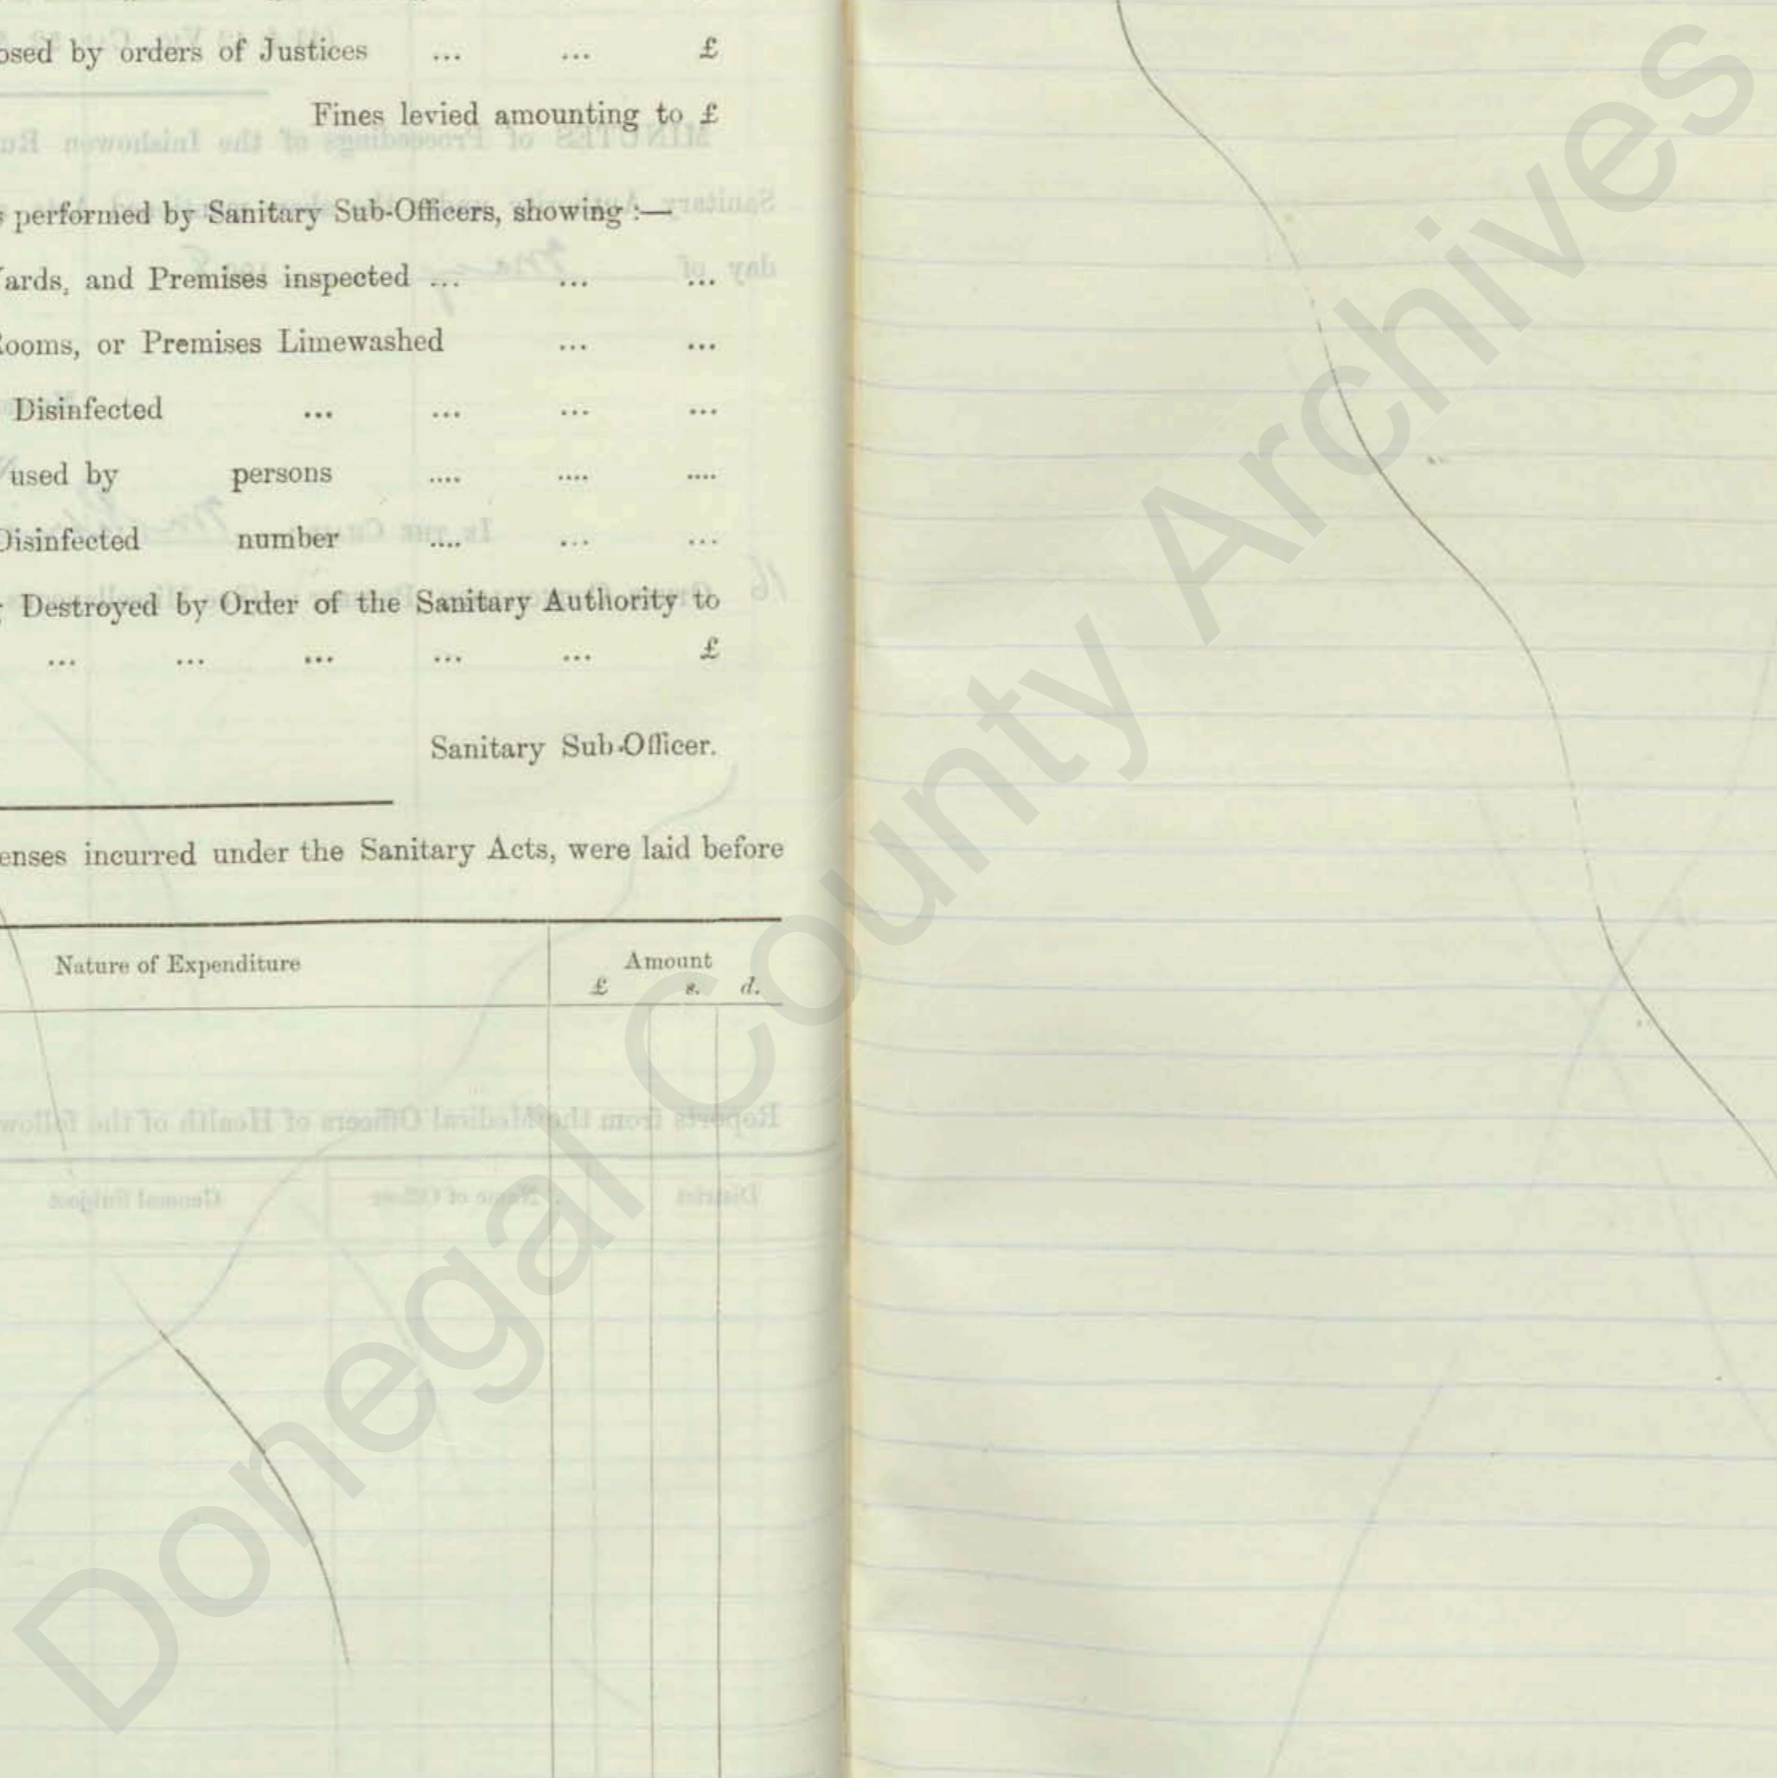 osed by orders of Justices ... ... £
Fines levied amounting to £
performed by Sanitary Sub-Officers, showing :—
ards, and Premises inspected ... ... ...
ooms, or Premises Limewashed ... ...
Disinfected ... ... ... ...
used by persons .... .... ....
Disinfected number .... ... ...
Destroyed by Order of the Sanitary Authority to
... ... ... ... ... £
Sanitary Sub-Officer.
enses incurred under the Sanitary Acts, were laid before
Nature of Expenditure Amount
£ s. d.
Donegal County Archives